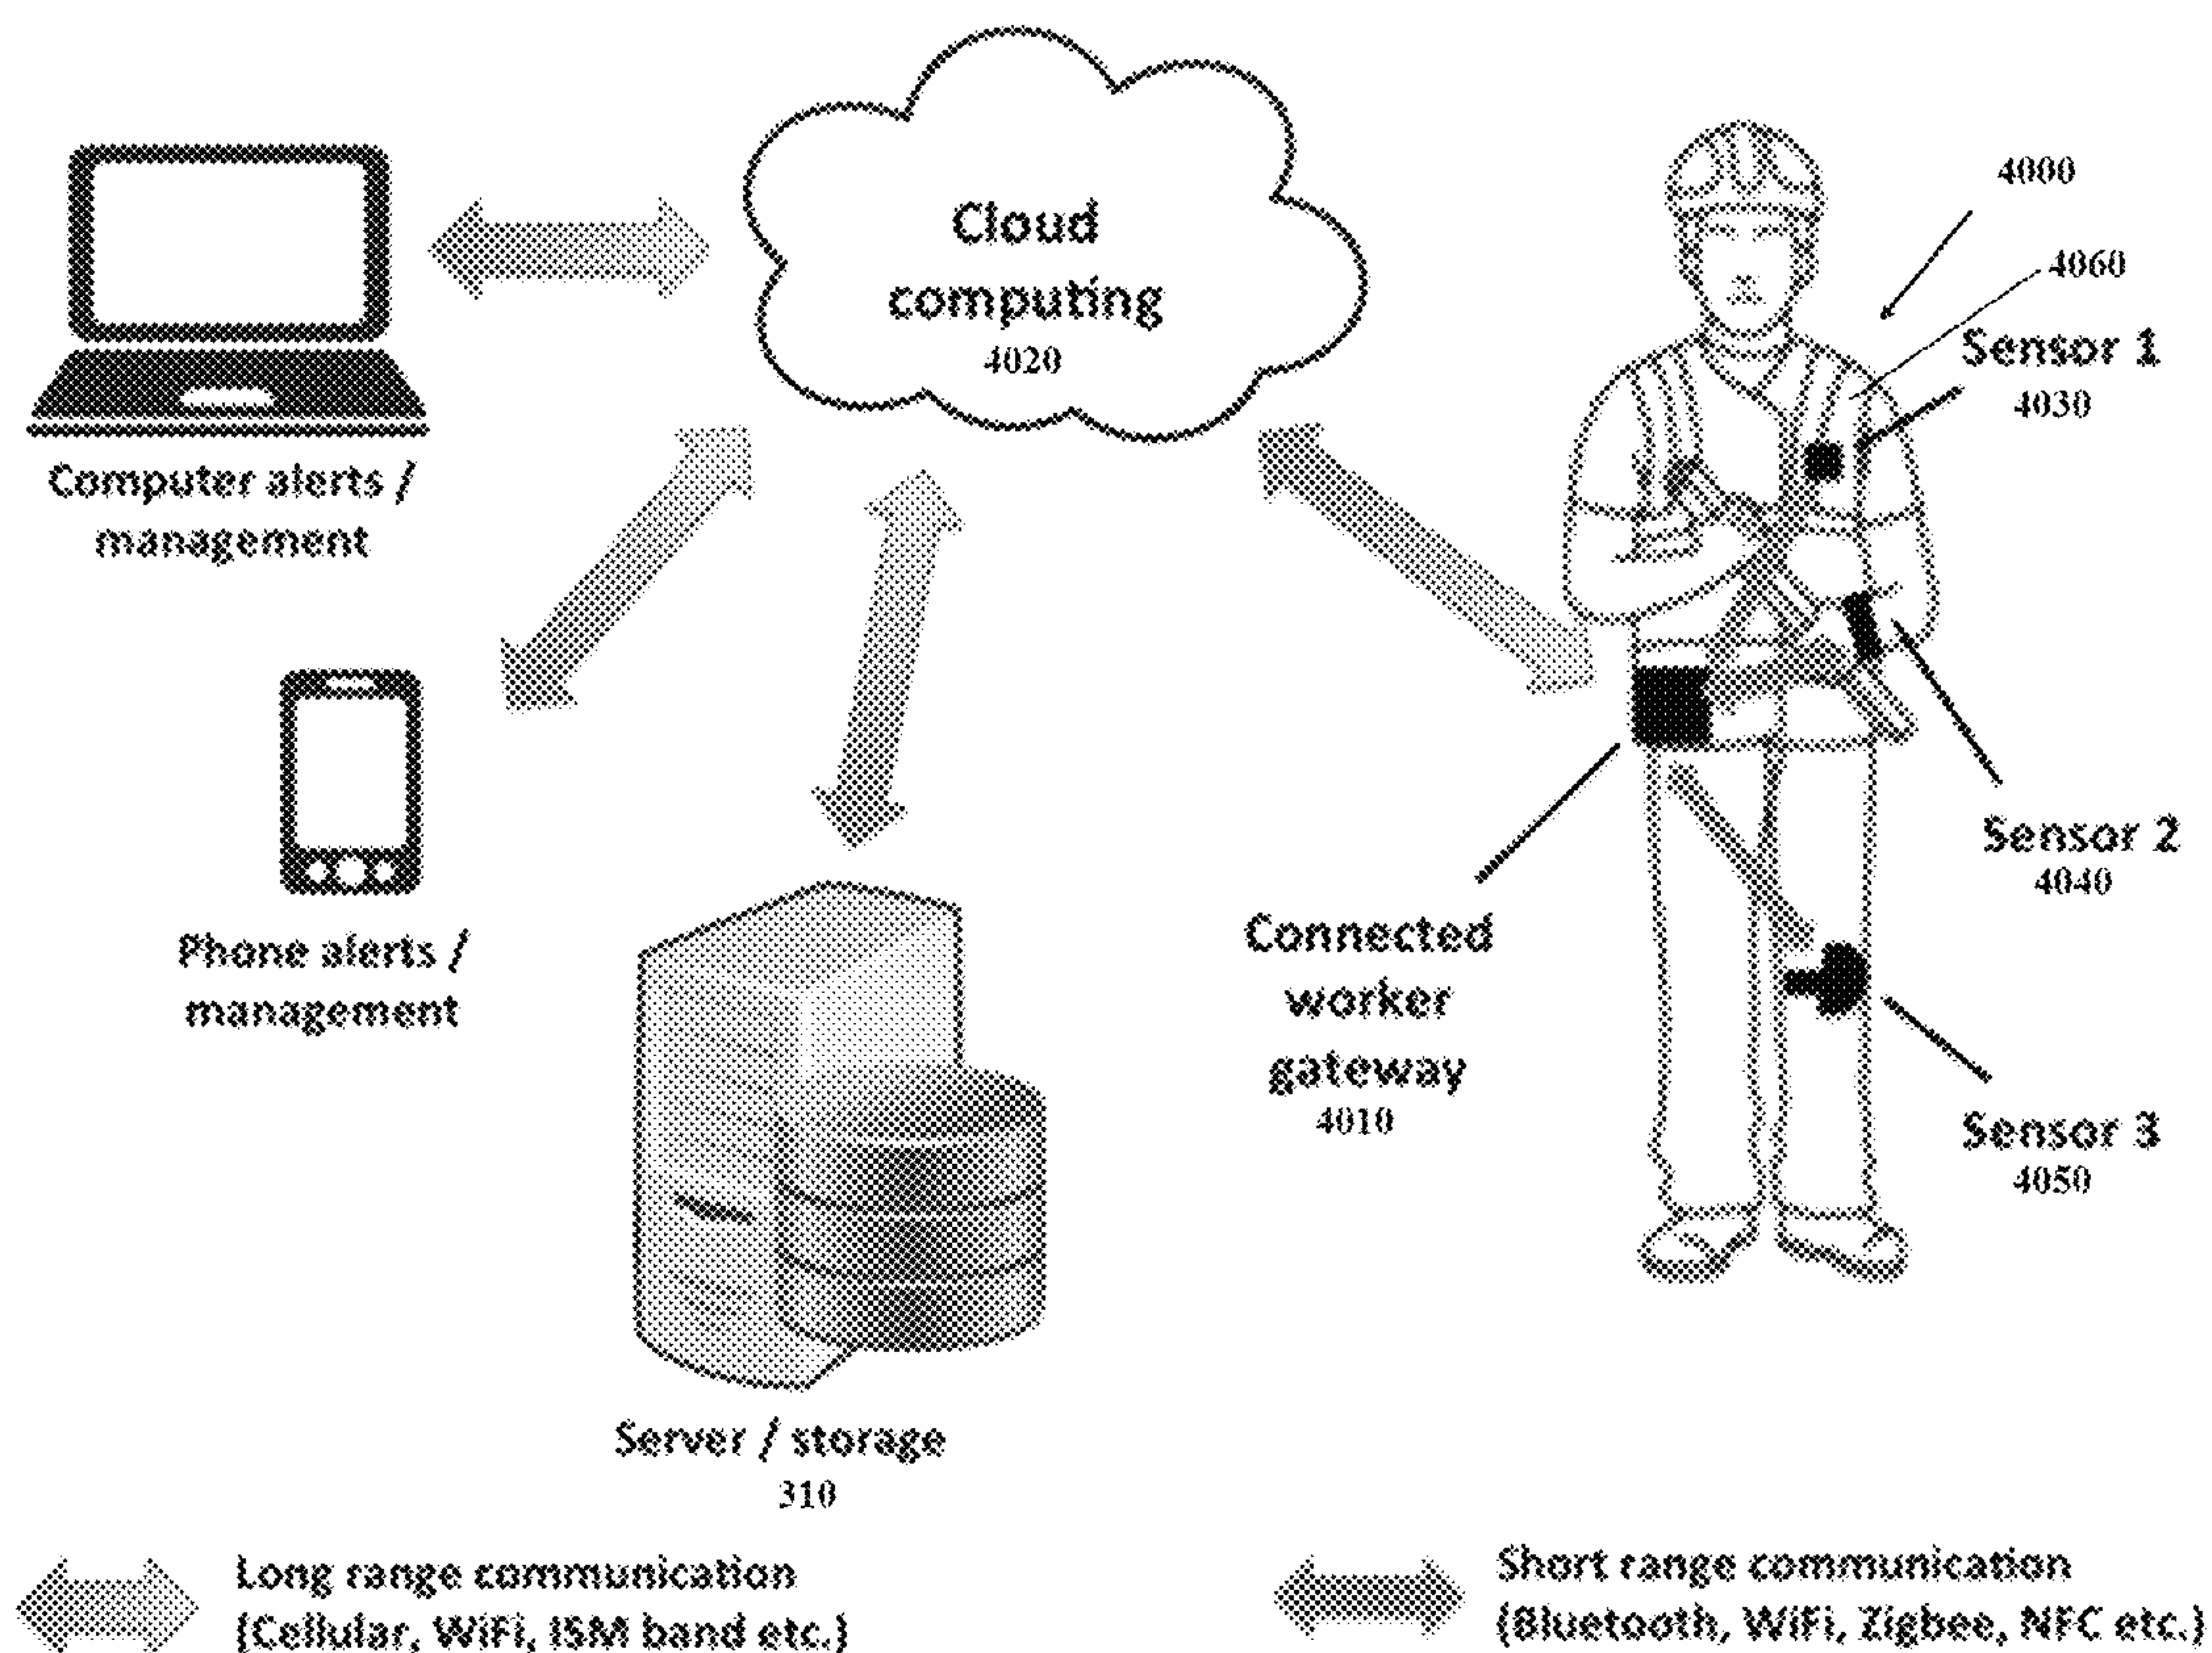 Cloud
computing
4020
4000
4060
Sensor 1
4030
Computer alerts /
management
Sensor 2
4040
Phone alerts /
management
Connected
worker
gateway
4010
Sensor 3
4050
Server / storage
310
Long range communication
(Cellular, WiFi, ISM band etc.)
Short range communication
(Bluetooth, WiFi, Zigbee, NFC etc.)